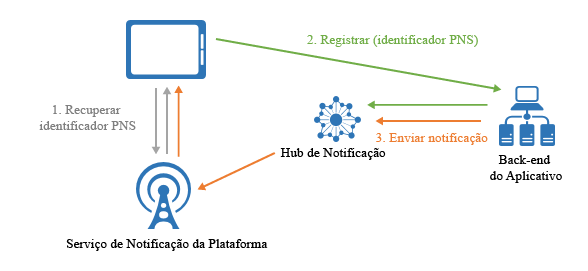 2. Registrar (identificador PNS)
1. Recuperar
identificador PNS
3. Enviar notificação
Hub de Notificação
Back-end
do Aplicativo
Serviço de Notificação da Plataforma